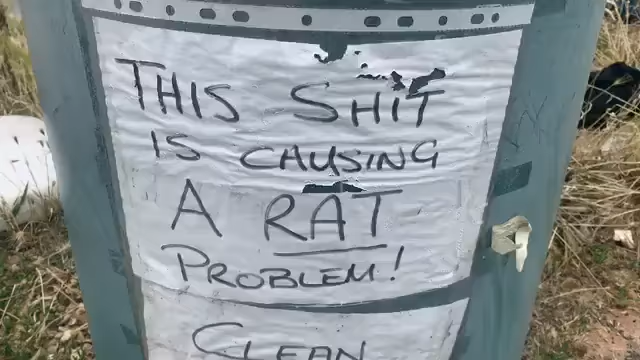 THIS SHIT
IS CAUSING
A RAT
PROBLEM!
CLEAN